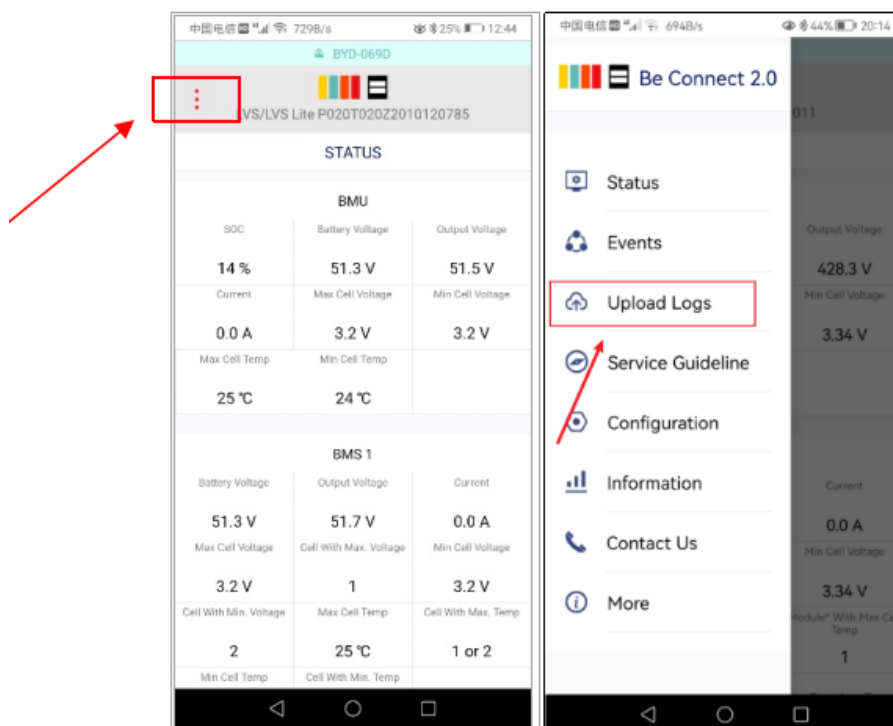 中国电信 729B/s 25% 12:44
BYD-069D
LVS/LVS Lite P020T020Z2010120785
STATUS
BMU
SOC Battery Voltage Output Voltage
14 % 51.3 V 51.5 V
Current Max Cell Voltage Min Cell Voltage
0.0 A 3.2 V 3.2 V
Max Cell Temp Min Cell Temp
25 ℃ 24 ℃
BMS 1
Battery Voltage Output Voltage Current
51.3 V 51.7 V 0.0 A
Max Cell Voltage Cell With Max. Voltage Min Cell Voltage
3.2 V 1 3.2 V
Cell With Min. Voltage Max Cell Temp Cell With Max. Temp
2 25 ℃ 1 or 2
Min Cell Temp Cell With Min. Temp
中国电信 694B/s 44% 20:14
Be Connect 2.0
Status
Events
Upload Logs
Service Guideline
Configuration
Information
Contact Us
More
011
Output Voltage
428.3 V
Min Cell Voltage
3.34 V
Current
0.0 A
Min Cell Voltage
3.34 V
Module* With Max Ce
Temp
1